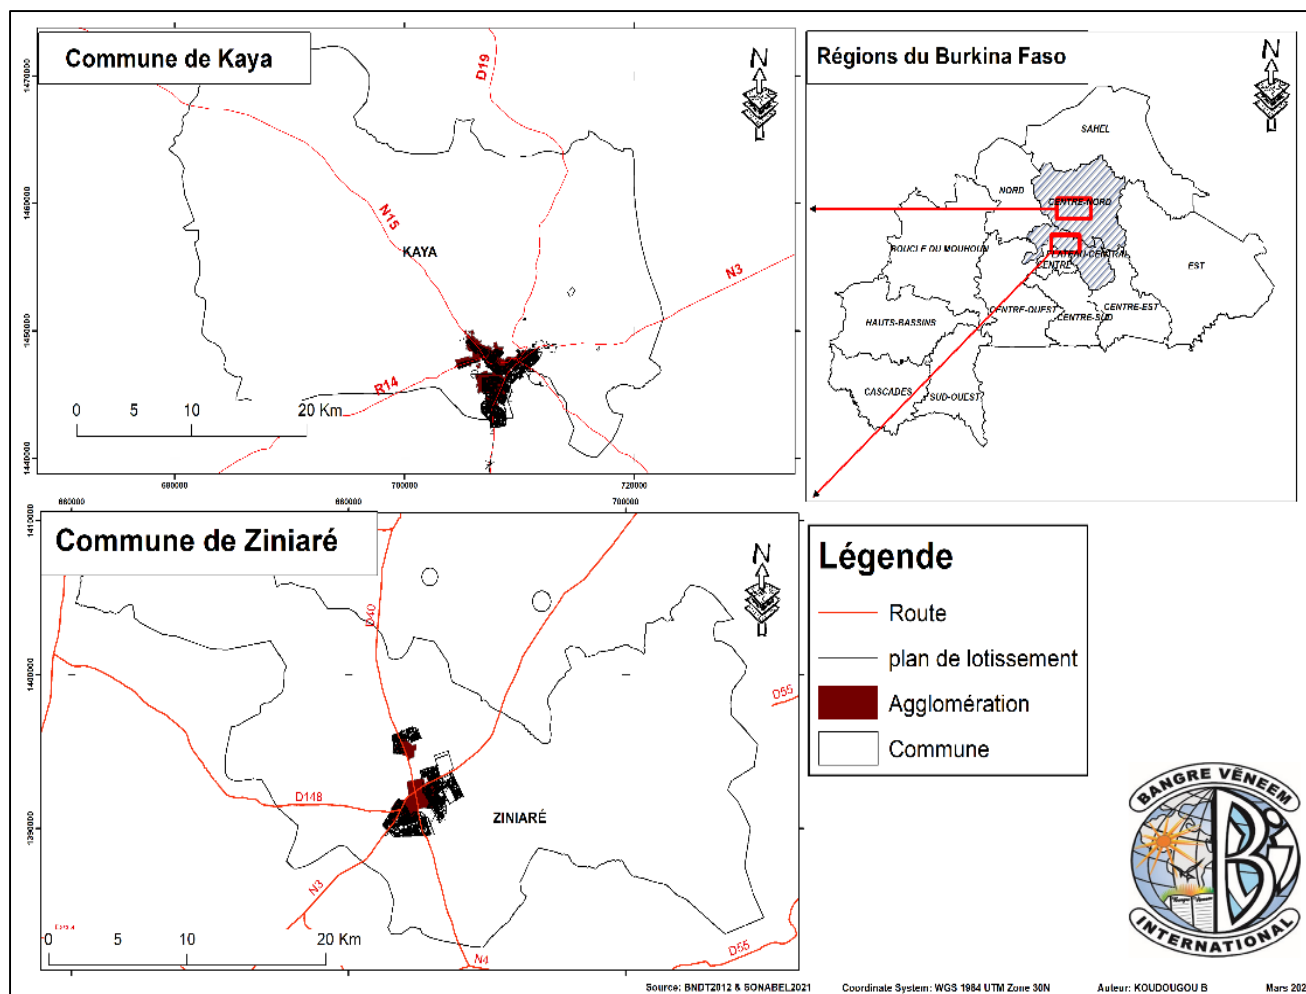 Commune de Kaya
N
1470000
1460000
1450000
1440000
D19
N15
KAYA
N3
R14
0 5 10 20 Km
680000 700000 720000
Régions du Burkina Faso
N
SAHEL
NORD
CENTRE-NORD
BOUCLE DU MOUHOUN
PLATEAU-CENTRAL
CENTRE
EST
CENTRE-OUEST
CENTRE-EST
CENTRE-SUD
HAUTS-BASSINS
CASCADES
SUD-OUEST
Commune de Ziniaré
N
1410000
1400000
1390000
D40
D55
D148
ZINIARÉ
N3
N4
D55
0 5 10 20 Km
Légende
Route
plan de lotissement
Agglomération
Commune
BANGRE VÊNEEM
INTERNATIONAL
Source: BNDT2012 & SONABEL2021
Coordinate System: WGS 1984 UTM Zone 30N
Auteur: KOUDOUGOU B
Mars 202